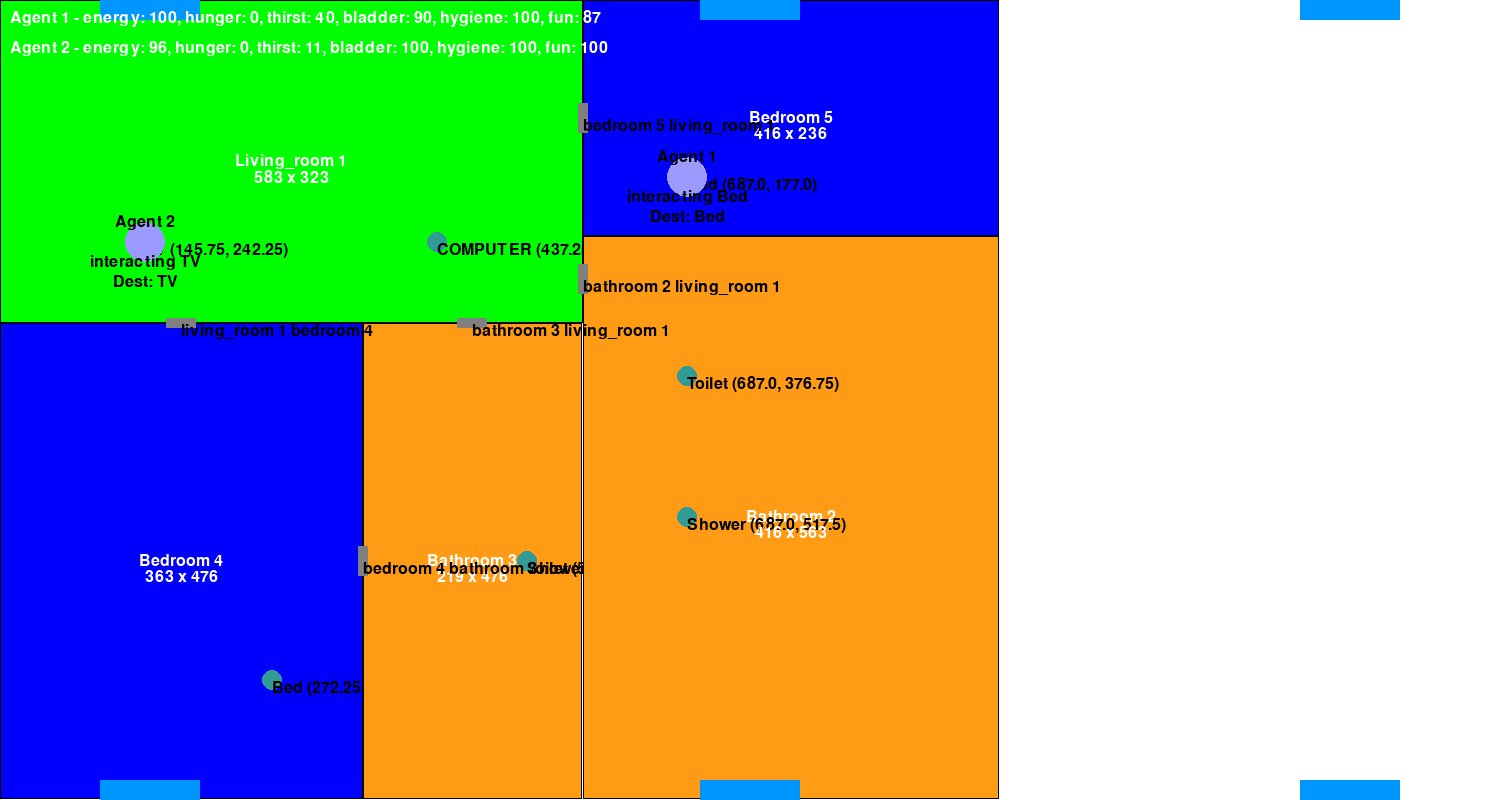 Agent 1 - energy: 100, hunger: 0, thirst: 40, bladder: 90, hygiene: 100, fun: 87
Agent 2 - energy: 96, hunger: 0, thirst: 11, bladder: 100, hygiene: 100, fun: 100
Bedroom 5
416 x 236
bedroom 5 living_room
Living_room 1
583 x 323
Agent 1
(687.0, 177.0)
interacting Bed
Dest: Bed
Agent 2
(145.75, 242.25)
interacting TV
Dest: TV
COMPUTER (437.2
bathroom 2 living_room 1
living_room 1 bedroom 4
bathroom 3 living_room 1
Toilet (687.0, 376.75)
Shower (687.0, 517.5)
Bathroom 2
416 x 563
Bedroom 4
363 x 476
Bathroom 3
219 x 476
bedroom 4 bathroom
Bed (272.25